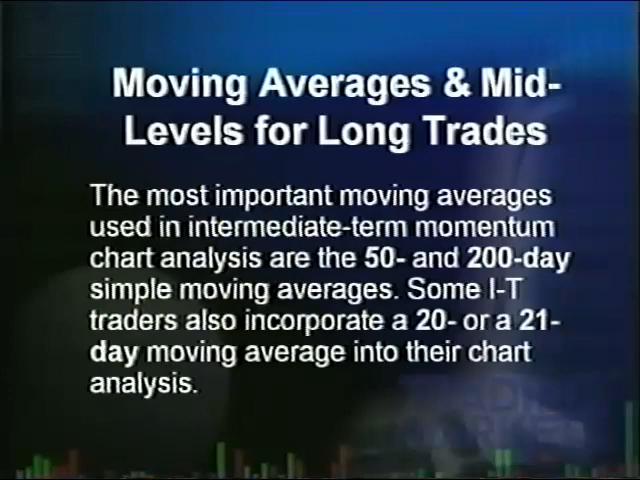 Moving Averages & Mid-
Levels for Long Trades
The most important moving averages
used in intermediate-term momentum
chart analysis are the 50- and 200-day
simple moving averages. Some I-T
traders also incorporate a 20- or a 21-
day moving average into their chart
analysis.